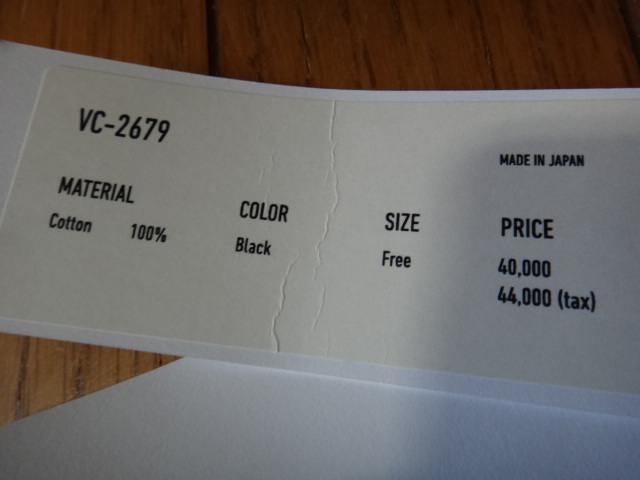 VC-2679
MADE IN JAPAN
MATERIAL
Cotton 100%
COLOR
Black
SIZE
Free
PRICE
40,000
44,000 (tax)